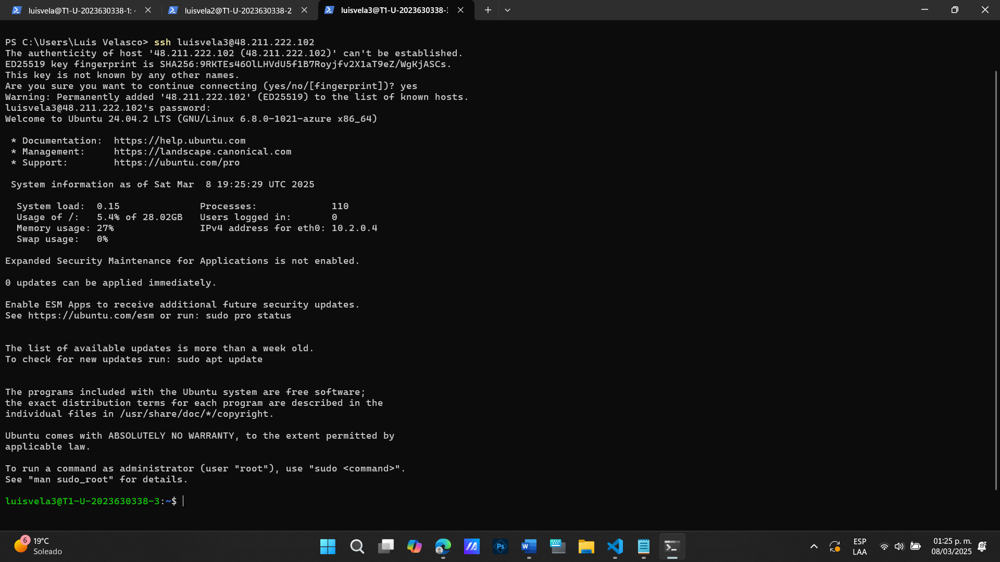 luisvela@T1-U-2023630338-1: ~
luisvela2@T1-U-2023630338-2
luisvela3@T1-U-2023630338-3
PS C:\Users\Luis Velasco> ssh luisvela3@48.211.222.102
The authenticity of host '48.211.222.102 (48.211.222.102)' can't be established.
ED25519 key fingerprint is SHA256:9RKTEs46OlLHVdU5f1B7Royjfv2X1aT9eZ/WgKjASCs.
This key is not known by any other names.
Are you sure you want to continue connecting (yes/no/[fingerprint])? yes
Warning: Permanently added '48.211.222.102' (ED25519) to the list of known hosts.
luisvela3@48.211.222.102's password:
Welcome to Ubuntu 24.04.2 LTS (GNU/Linux 6.8.0-1021-azure x86_64)
* Documentation:  https://help.ubuntu.com
* Management:     https://landscape.canonical.com
* Support:        https://ubuntu.com/pro
System information as of Sat Mar  8 19:25:29 UTC 2025
System load:  0.15              Processes:             110
Usage of /:   5.4% of 28.02GB   Users logged in:       0
Memory usage: 27%               IPv4 address for eth0: 10.2.0.4
Swap usage:   0%
Expanded Security Maintenance for Applications is not enabled.
0 updates can be applied immediately.
Enable ESM Apps to receive additional future security updates.
See https://ubuntu.com/esm or run: sudo pro status
The list of available updates is more than a week old.
To check for new updates run: sudo apt update
The programs included with the Ubuntu system are free software;
the exact distribution terms for each program are described in the
individual files in /usr/share/doc/*/copyright.
Ubuntu comes with ABSOLUTELY NO WARRANTY, to the extent permitted by
applicable law.
To run a command as administrator (user "root"), use "sudo <command>".
See "man sudo_root" for details.
luisvela3@T1-U-2023630338-3:~$
6
19°C
Soleado
Ps
W
ESP
LAA
01:25 p. m.
08/03/2025